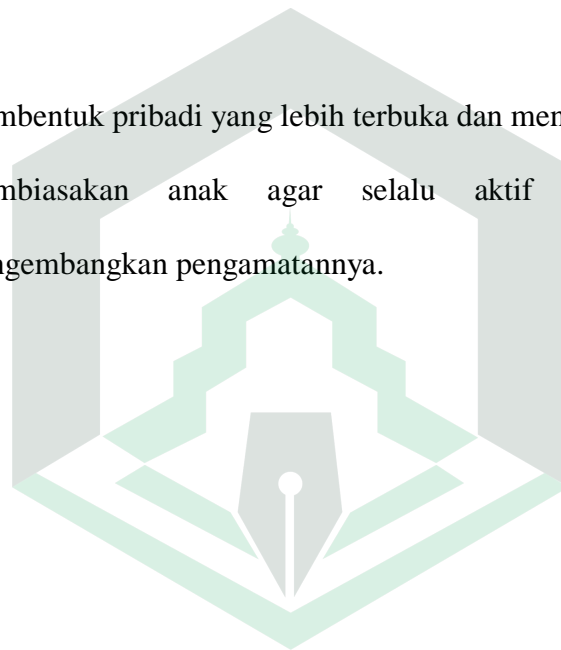 mbentuk pribadi yang lebih terbuka dan men
mbiasakan anak agar selalu aktif
ngembangkan pengamatannya.